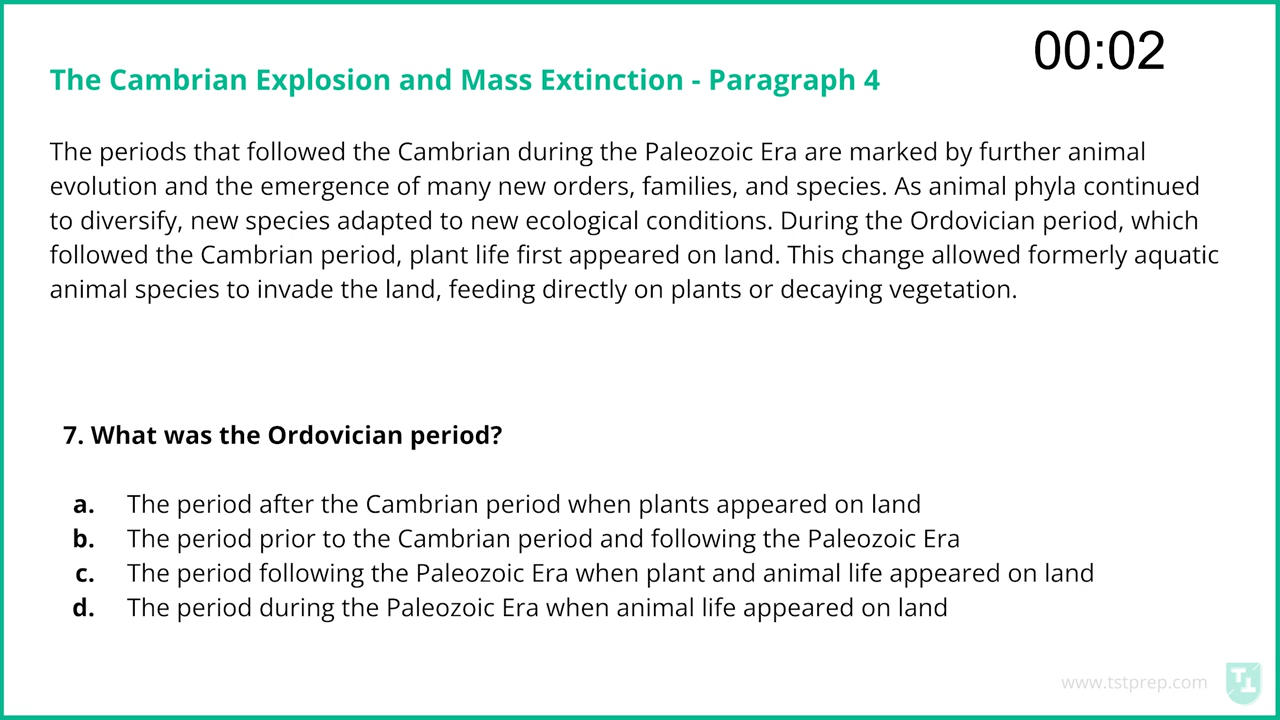 00:02
The Cambrian Explosion and Mass Extinction - Paragraph 4
The periods that followed the Cambrian during the Paleozoic Era are marked by further animal
evolution and the emergence of many new orders, families, and species. As animal phyla continued
to diversify, new species adapted to new ecological conditions. During the Ordovician period, which
followed the Cambrian period, plant life first appeared on land. This change allowed formerly aquatic
animal species to invade the land, feeding directly on plants or decaying vegetation.
7. What was the Ordovician period?
a. The period after the Cambrian period when plants appeared on land
b. The period prior to the Cambrian period and following the Paleozoic Era
c. The period following the Paleozoic Era when plant and animal life appeared on land
d. The period during the Paleozoic Era when animal life appeared on land
www.tstprep.com